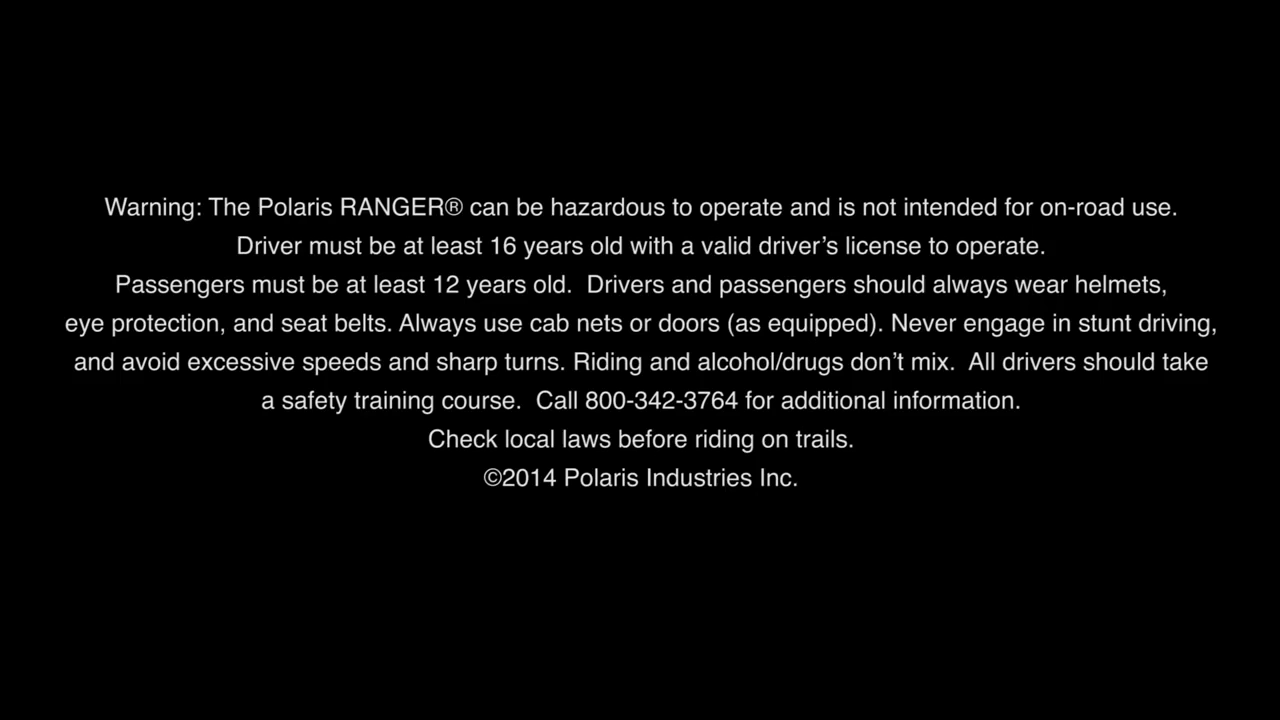 Warning: The Polaris RANGER® can be hazardous to operate and is not intended for on-road use.
Driver must be at least 16 years old with a valid driver’s license to operate.
Passengers must be at least 12 years old.  Drivers and passengers should always wear helmets,
eye protection, and seat belts. Always use cab nets or doors (as equipped). Never engage in stunt driving,
and avoid excessive speeds and sharp turns. Riding and alcohol/drugs don’t mix.  All drivers should take
a safety training course.  Call 800-342-3764 for additional information.
Check local laws before riding on trails.
©2014 Polaris Industries Inc.